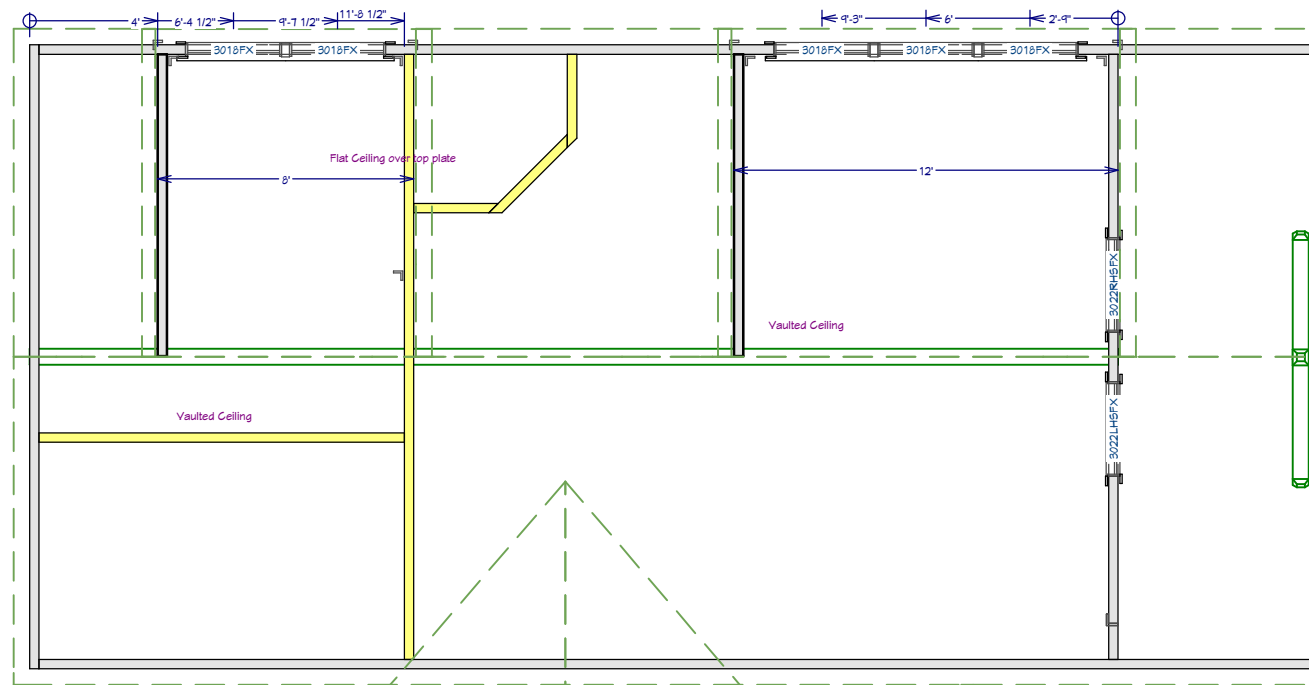 4'
6'-4 1/2"
9'-7 1/2"
11'-8 1/2"
9'-3"
6'
2'-9"
3018FX
3018FX
3018FX
3018FX
3018FX
Flat Ceiling over top plate
8'
12'
3022RHSFX
Vaulted Ceiling
3022LHSFX
Vaulted Ceiling